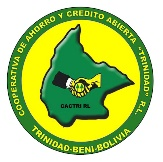 COOPERATIVA DE AHORRO Y CREDITO ABIERTA "TRINIDAD" R.L.
CACTRI RL
TRINIDAD-BENI-BOLIVIA